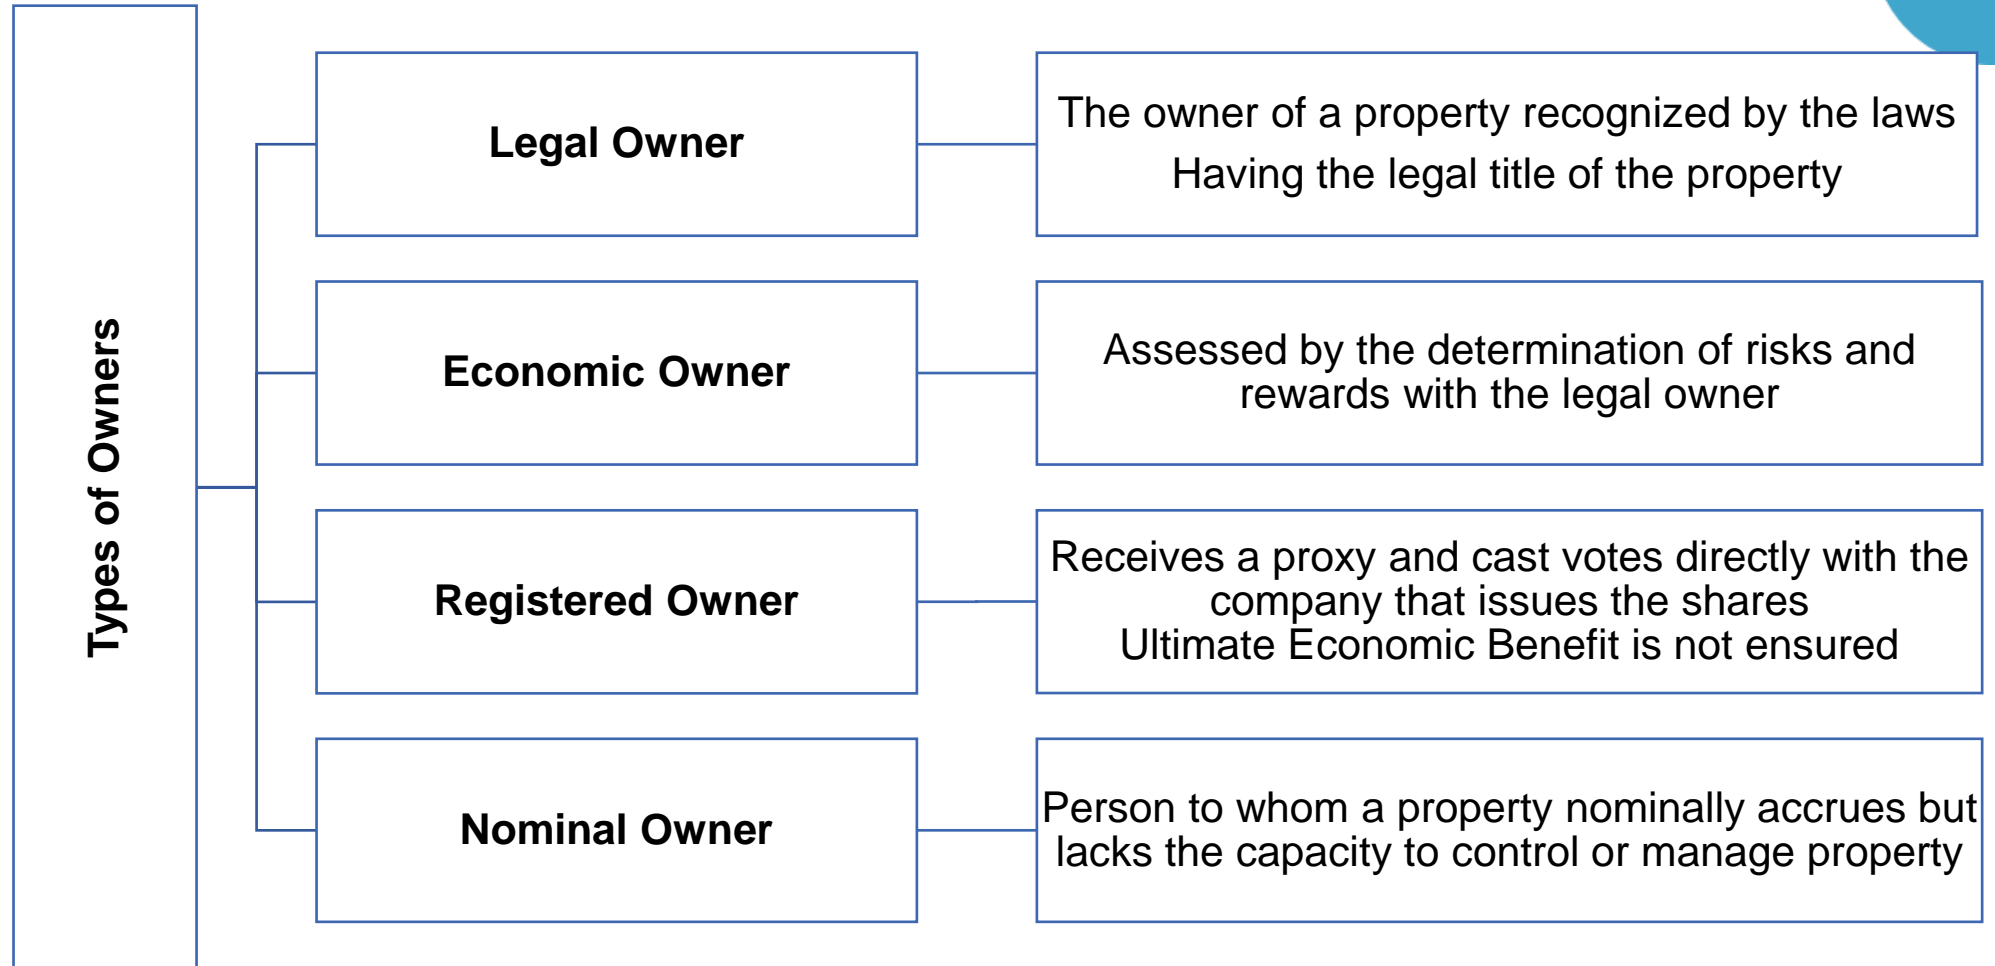 Types of Owners
Legal Owner
The owner of a property recognized by the laws
Having the legal title of the property
Economic Owner
Assessed by the determination of risks and
rewards with the legal owner
Registered Owner
Receives a proxy and cast votes directly with the
company that issues the shares
Ultimate Economic Benefit is not ensured
Nominal Owner
Person to whom a property nominally accrues but
lacks the capacity to control or manage property